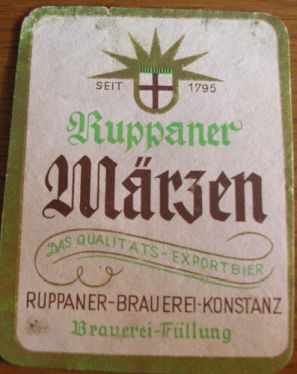 SEIT 1795
Ruppaner
Märzen
DAS QUALITÄTS-EXPORTBIER
RUPPANER-BRAUEREI·KONSTANZ
Brauerei-Füllung